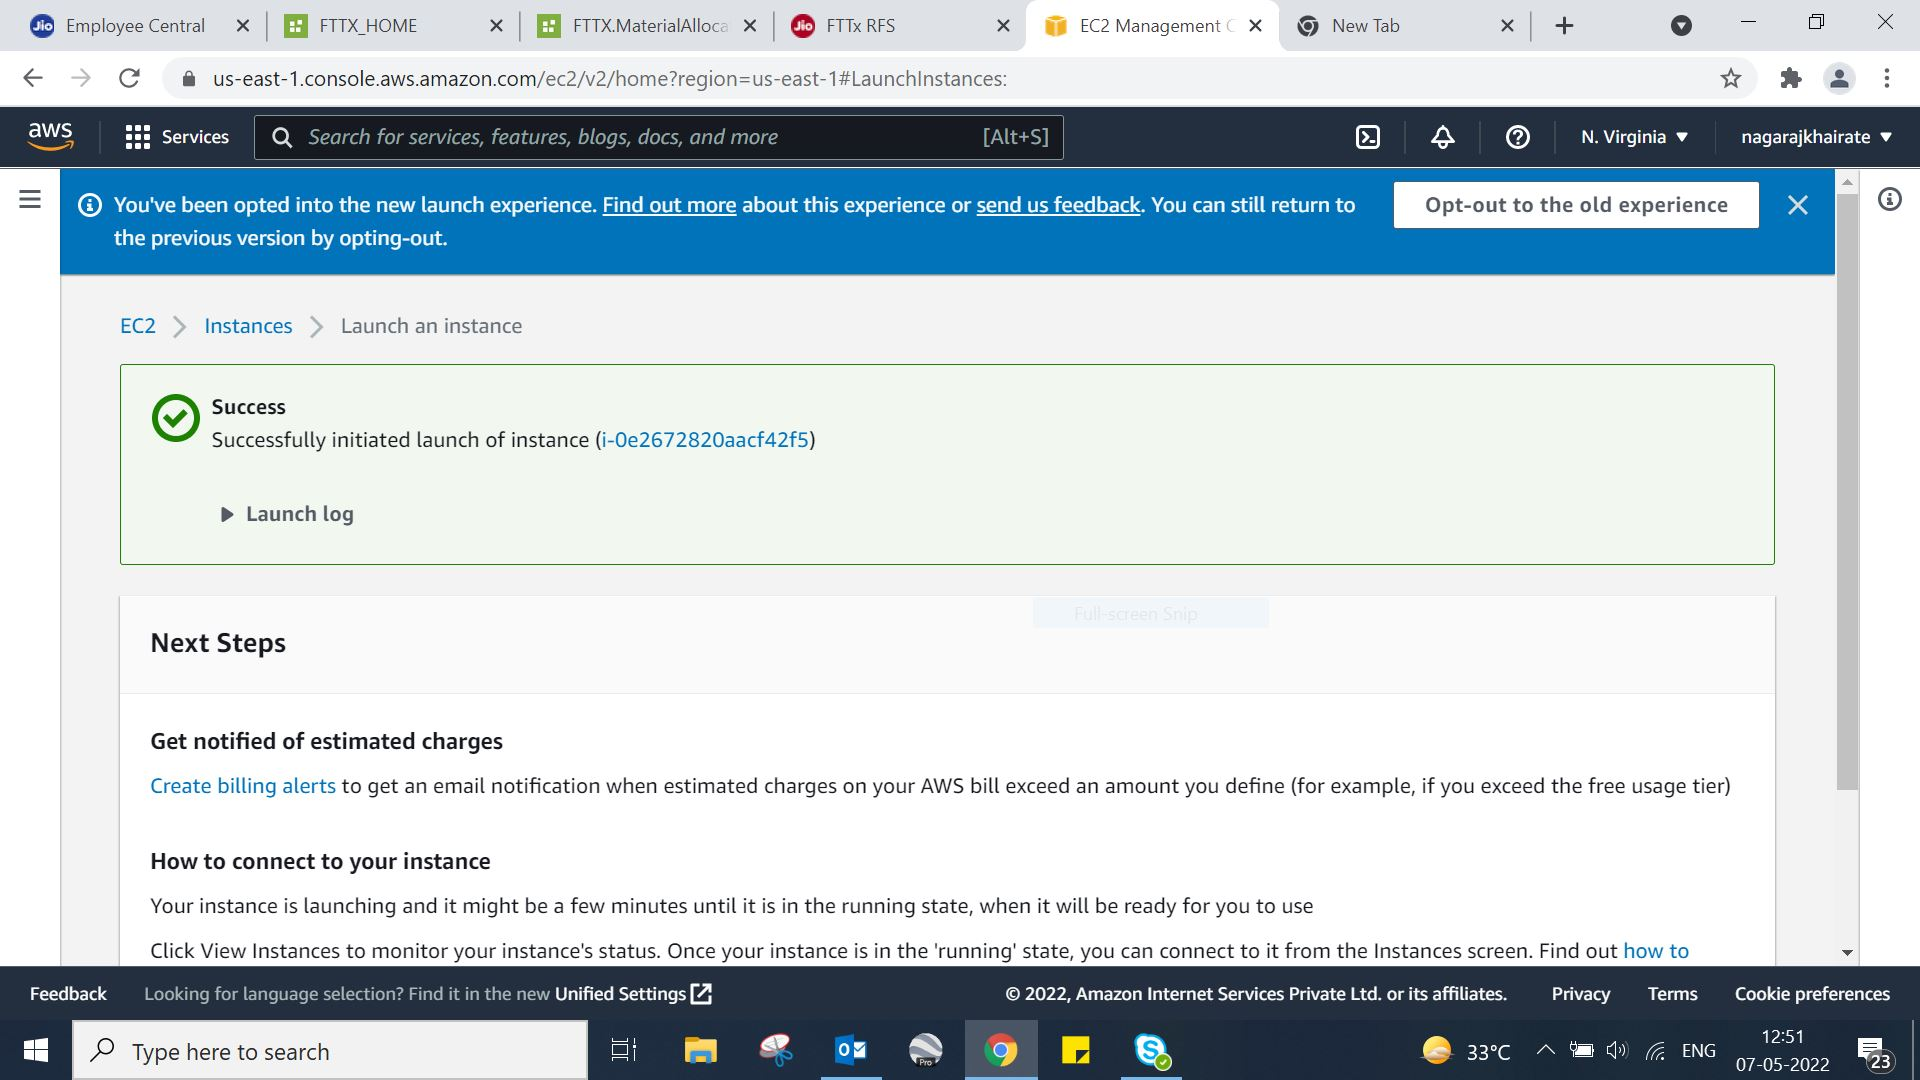 Jio Employee Central
FTTX_HOME
FTTX.MaterialAlloca
Jio FTTx RFS
EC2 Management C
New Tab
us-east-1.console.aws.amazon.com/ec2/v2/home?region=us-east-1#LaunchInstances:
aws
Services
Search for services, features, blogs, docs, and more [Alt+S]
N. Virginia
nagarajkhairate
You've been opted into the new launch experience. Find out more about this experience or send us feedback. You can still return to
the previous version by opting-out.
Opt-out to the old experience
EC2 Instances Launch an instance
Success
Successfully initiated launch of instance (i-0e2672820aacf42f5)
Launch log
Full-screen Snip
Next Steps
Get notified of estimated charges
Create billing alerts to get an email notification when estimated charges on your AWS bill exceed an amount you define (for example, if you exceed the free usage tier)
How to connect to your instance
Your instance is launching and it might be a few minutes until it is in the running state, when it will be ready for you to use
Click View Instances to monitor your instance's status. Once your instance is in the 'running' state, you can connect to it from the Instances screen. Find out how to
Feedback
Looking for language selection? Find it in the new Unified Settings
© 2022, Amazon Internet Services Private Ltd. or its affiliates.
Privacy
Terms
Cookie preferences
Type here to search
Pro
33°C
ENG
12:51
07-05-2022
23